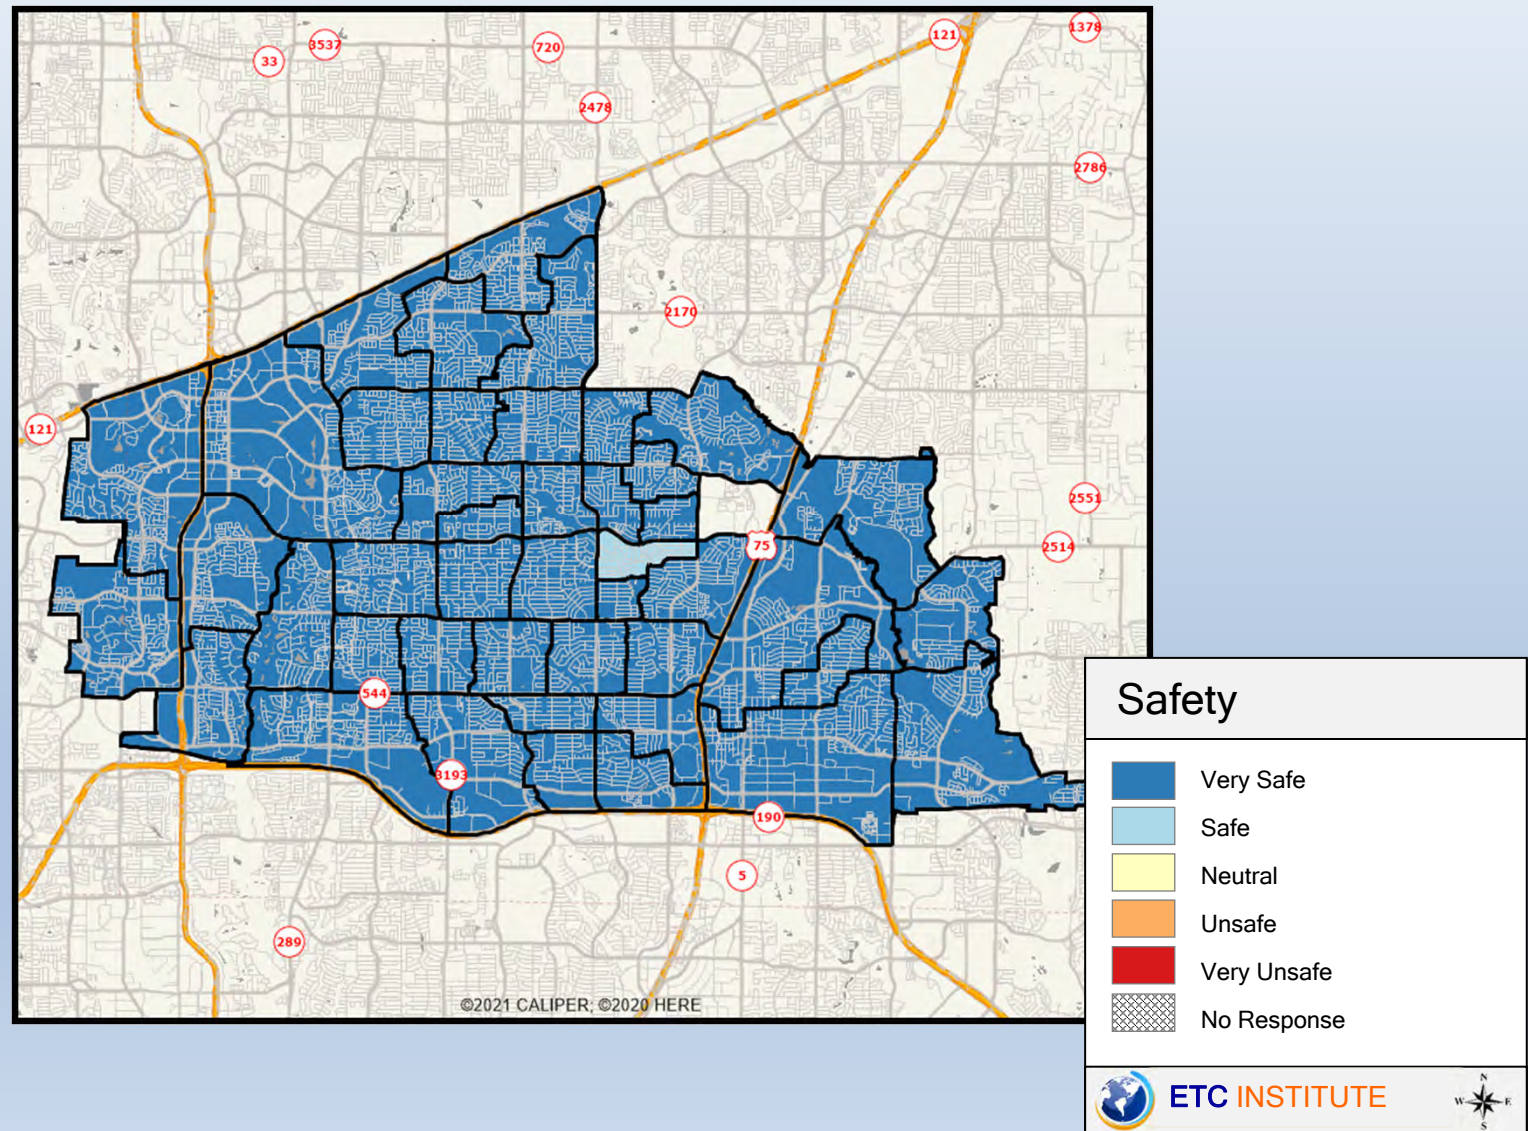 33
3537
720
121
1378
2478
2786
2170
121
2551
75
2514
544
3193
190
5
289
©2021 CALIPER; ©2020 HERE
Safety
Very Safe
Safe
Neutral
Unsafe
Very Unsafe
No Response
ETC INSTITUTE
N
W E
S